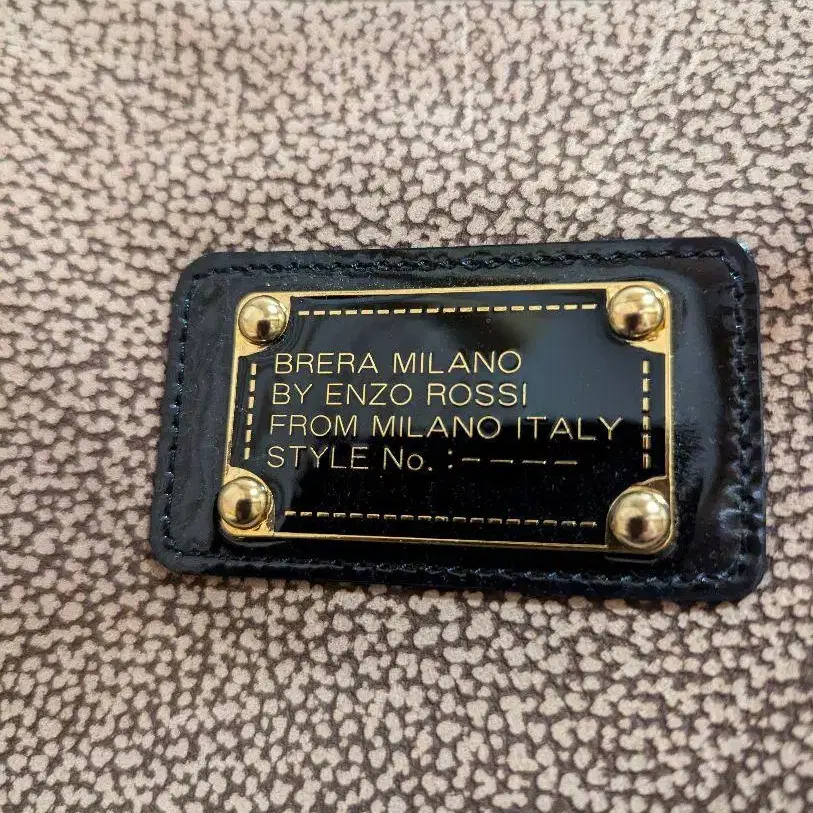 BRERA MILANO
BY ENZO ROSSI
FROM MILANO ITALY
STYLE No. :----